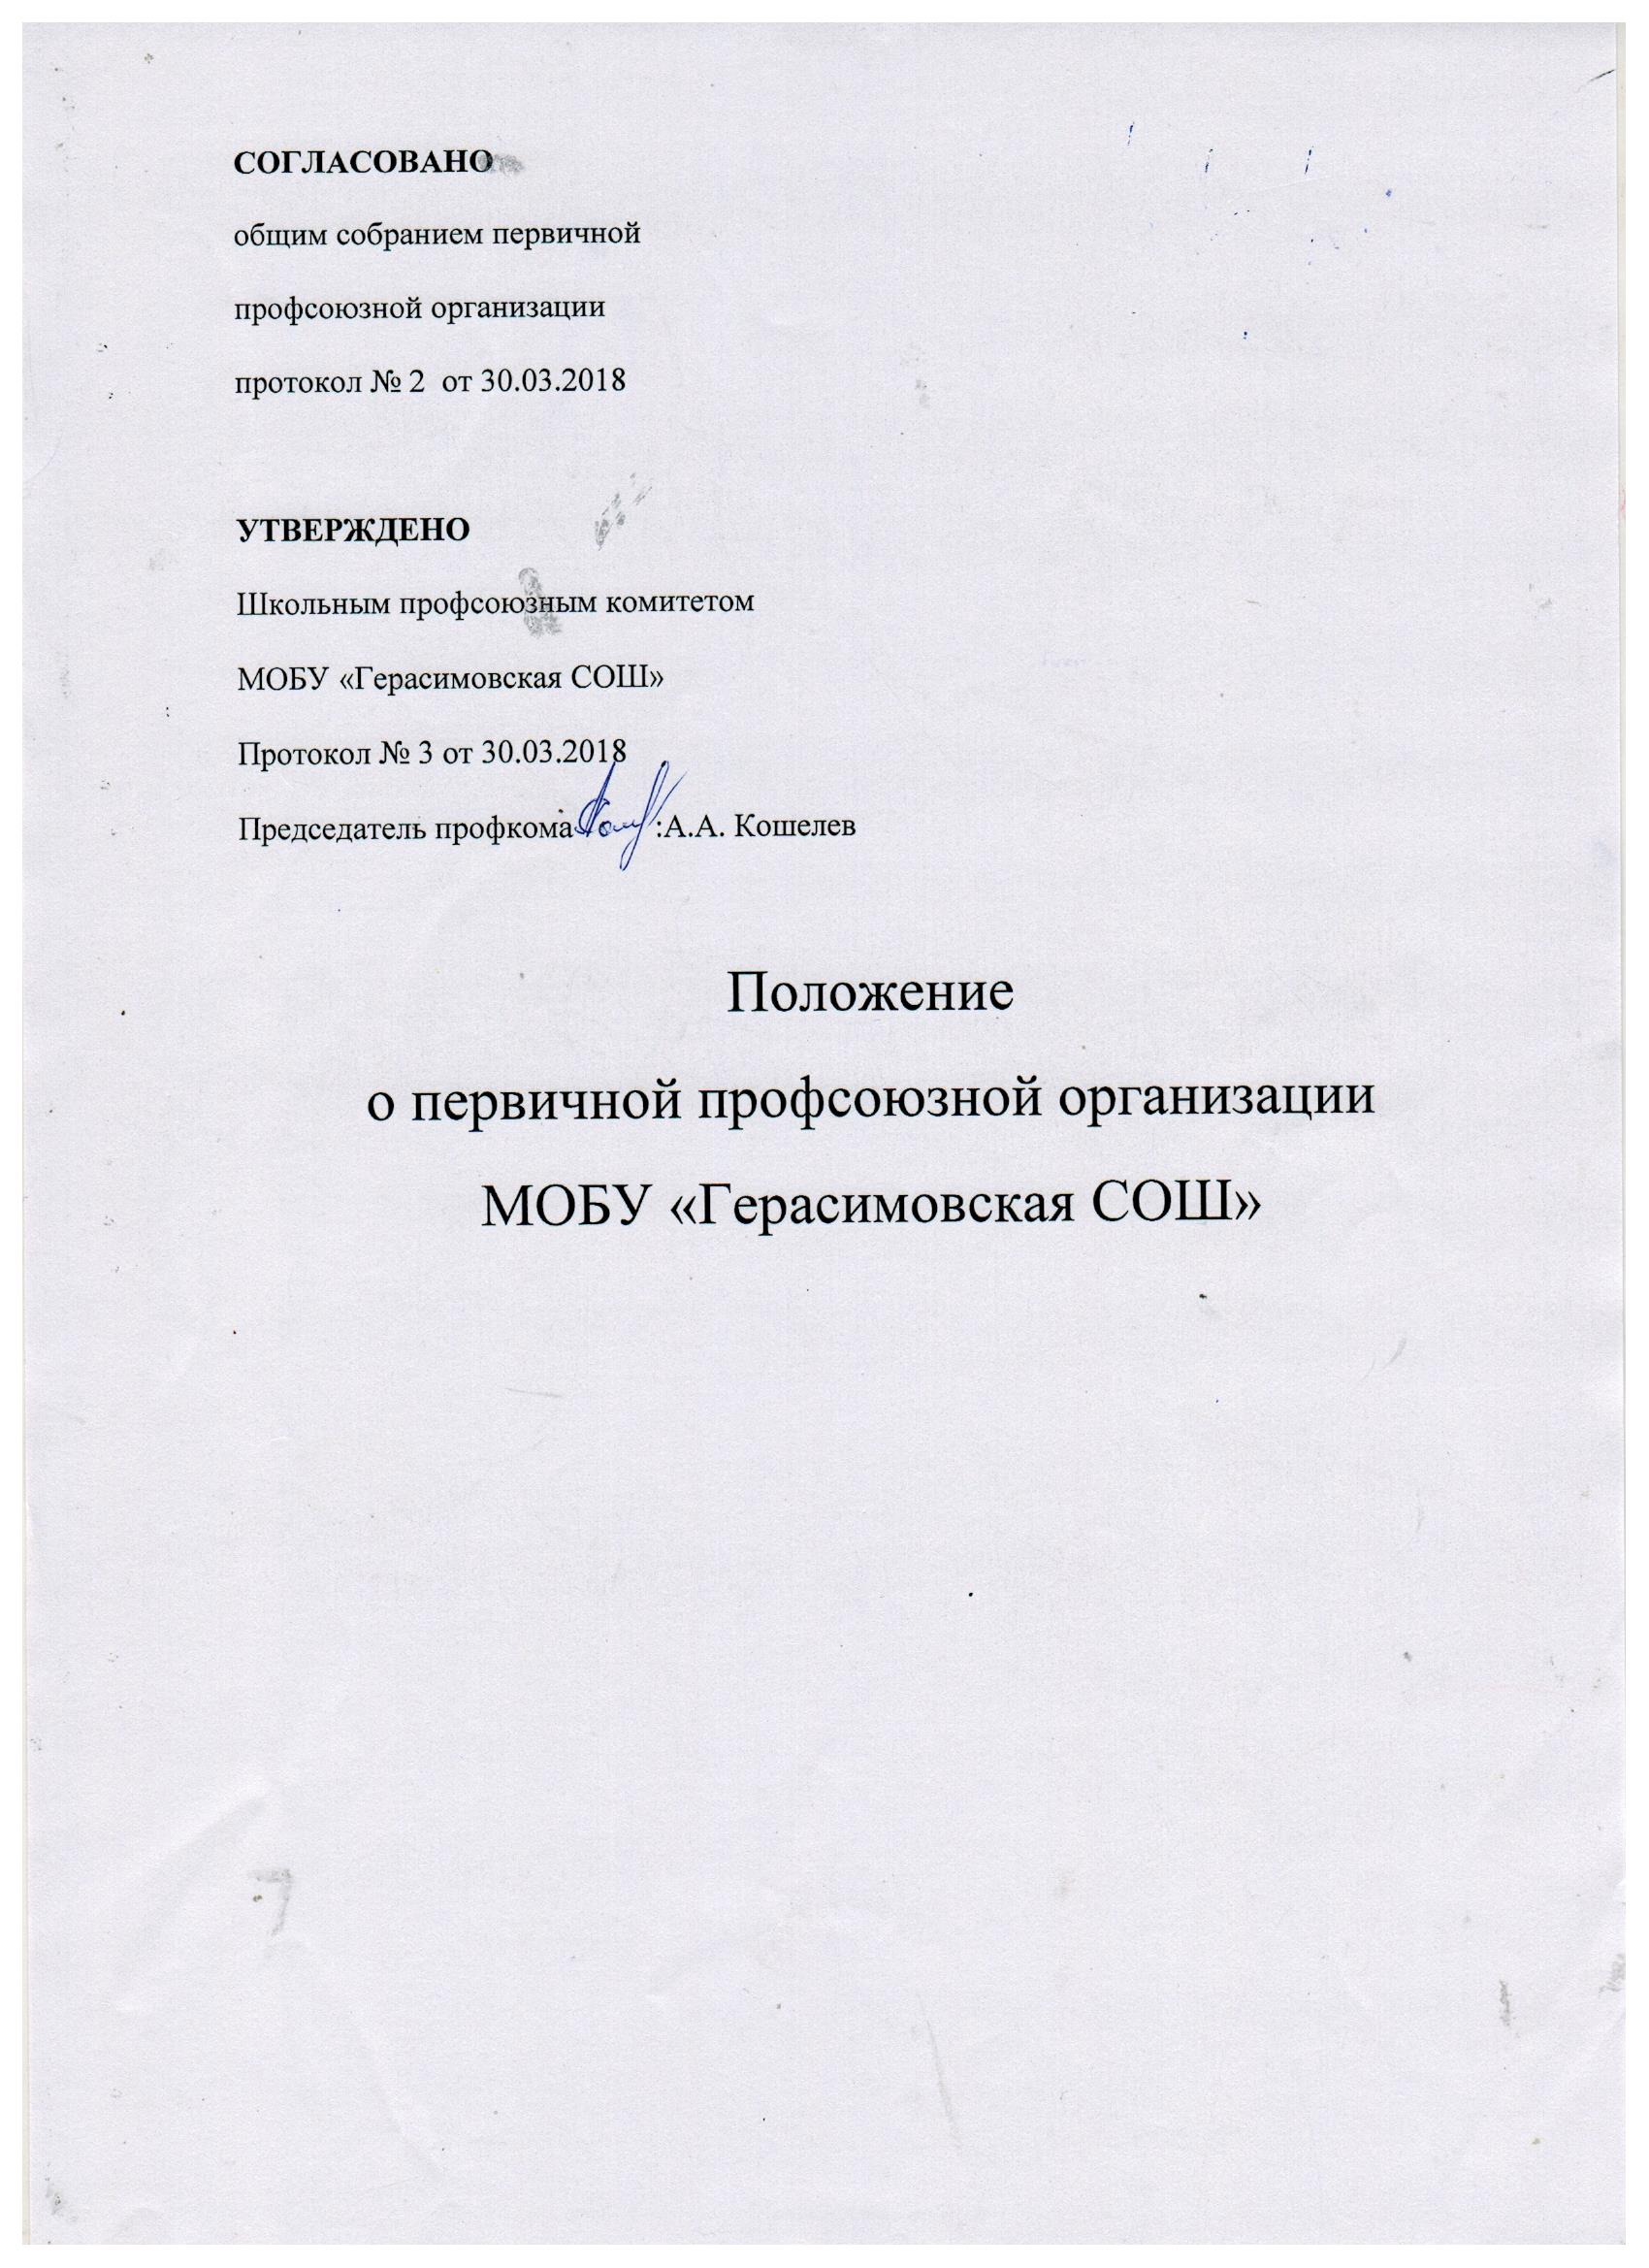 СОГЛАСОВАНО
общим собранием первичной
профсоюзной организации
протокол № 2 от 30.03.2018
УТВЕРЖДЕНО
Школьным профсоюзным комитетом
МОБУ «Герасимовская СОШ»
Протокол № 3 от 30.03.2018
Председатель профкома :А.А. Кошелев
Положение
о первичной профсоюзной организации
МОБУ «Герасимовская СОШ»